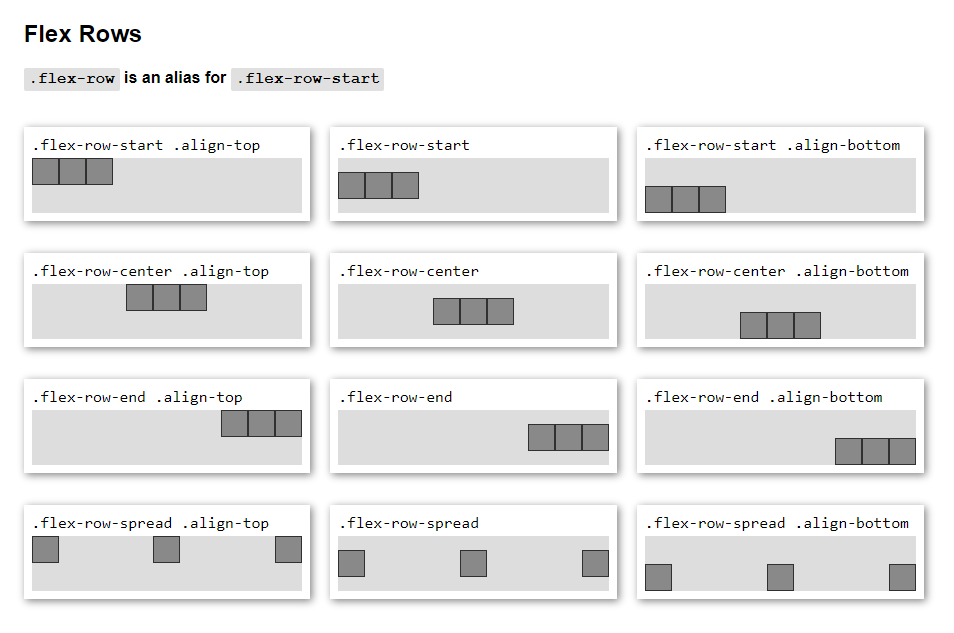 Flex Rows
.flex-row is an alias for .flex-row-start
.flex-row-start .align-top
.flex-row-start
.flex-row-start .align-bottom
.flex-row-center .align-top
.flex-row-center
.flex-row-center .align-bottom
.flex-row-end .align-top
.flex-row-end
.flex-row-end .align-bottom
.flex-row-spread .align-top
.flex-row-spread
.flex-row-spread .align-bottom